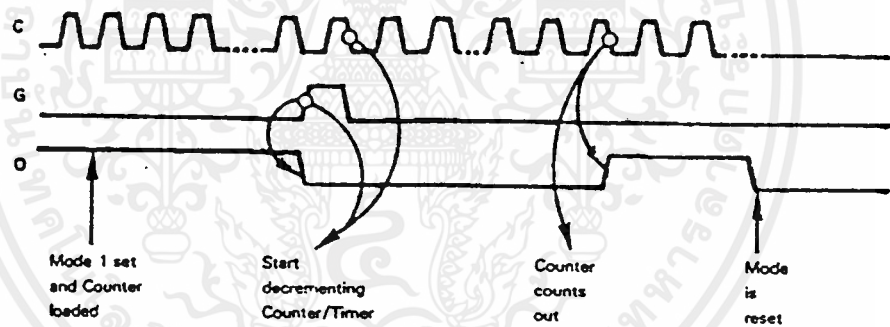 C
G
O
Mode 1 set
and Counter
loaded
Start
decrementing
Counter/Timer
Counter
counts
out
Mode
is
reset